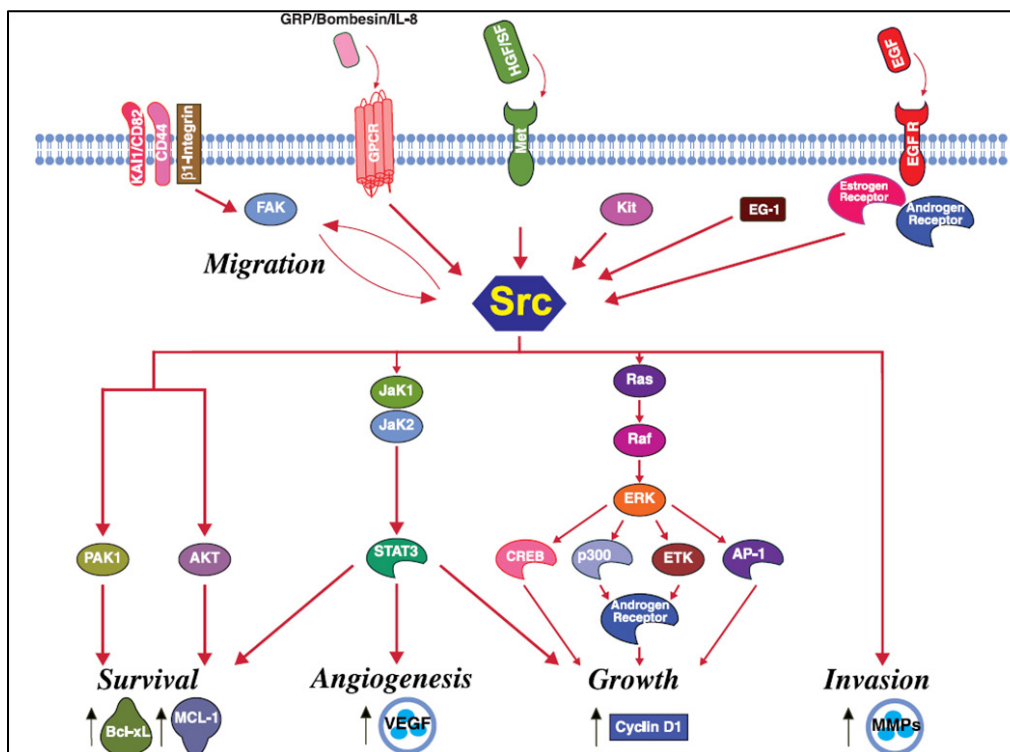 GRP/Bombesin/IL-8
HGF/SF
EGF
KAI1/CD82
CD44
β1-Integrin
GPCR
Met
EGF R
FAK
Kit
EG-1
Estrogen
Receptor
Androgen
Receptor
Migration
Src
JaK1
JaK2
Ras
Raf
ERK
PAK1
AKT
STAT3
CREB
p300
ETK
AP-1
Androgen
Receptor
Survival
Angiogenesis
Growth
Invasion
Bcl-xL
MCL-1
VEGF
Cyclin D1
MMPs